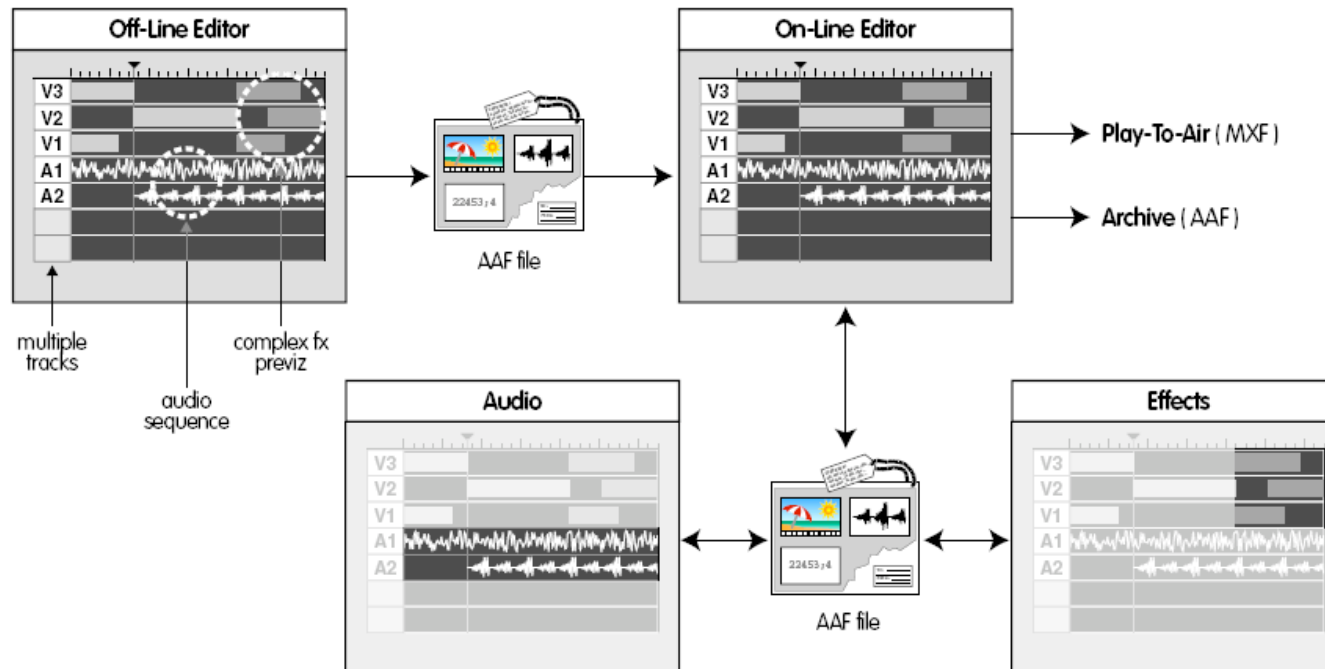 Off-Line Editor
V3
V2
V1
A1
A2
multiple
tracks
audio
sequence
complex fx
previz
22453;4
AAF file
On-Line Editor
V3
V2
V1
A1
A2
Play-To-Air (MXF)
Archive (AAF)
Audio
V3
V2
V1
A1
A2
22453;4
AAF file
Effects
V3
V2
V1
A1
A2